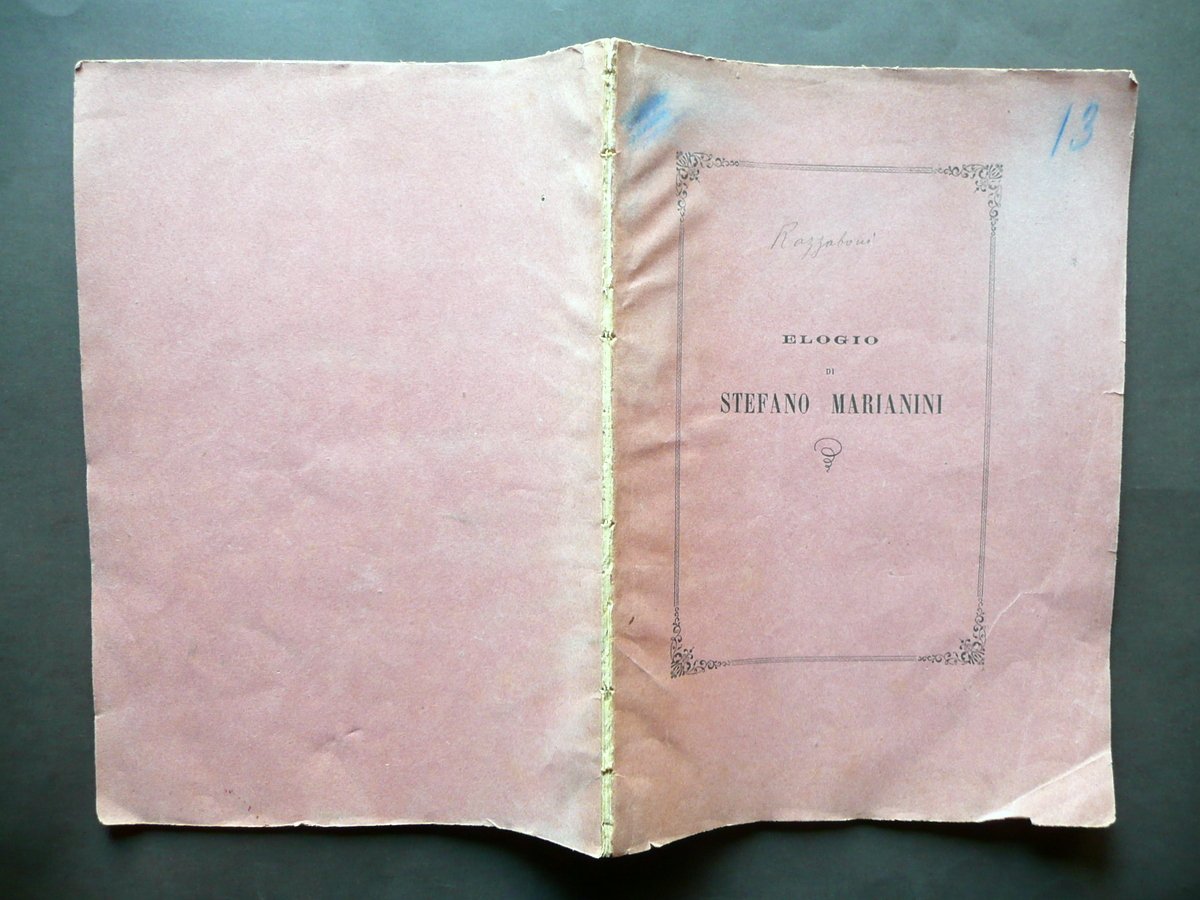 13
Razzaboni
ELOGIO
DI
STEFANO MARIANINI